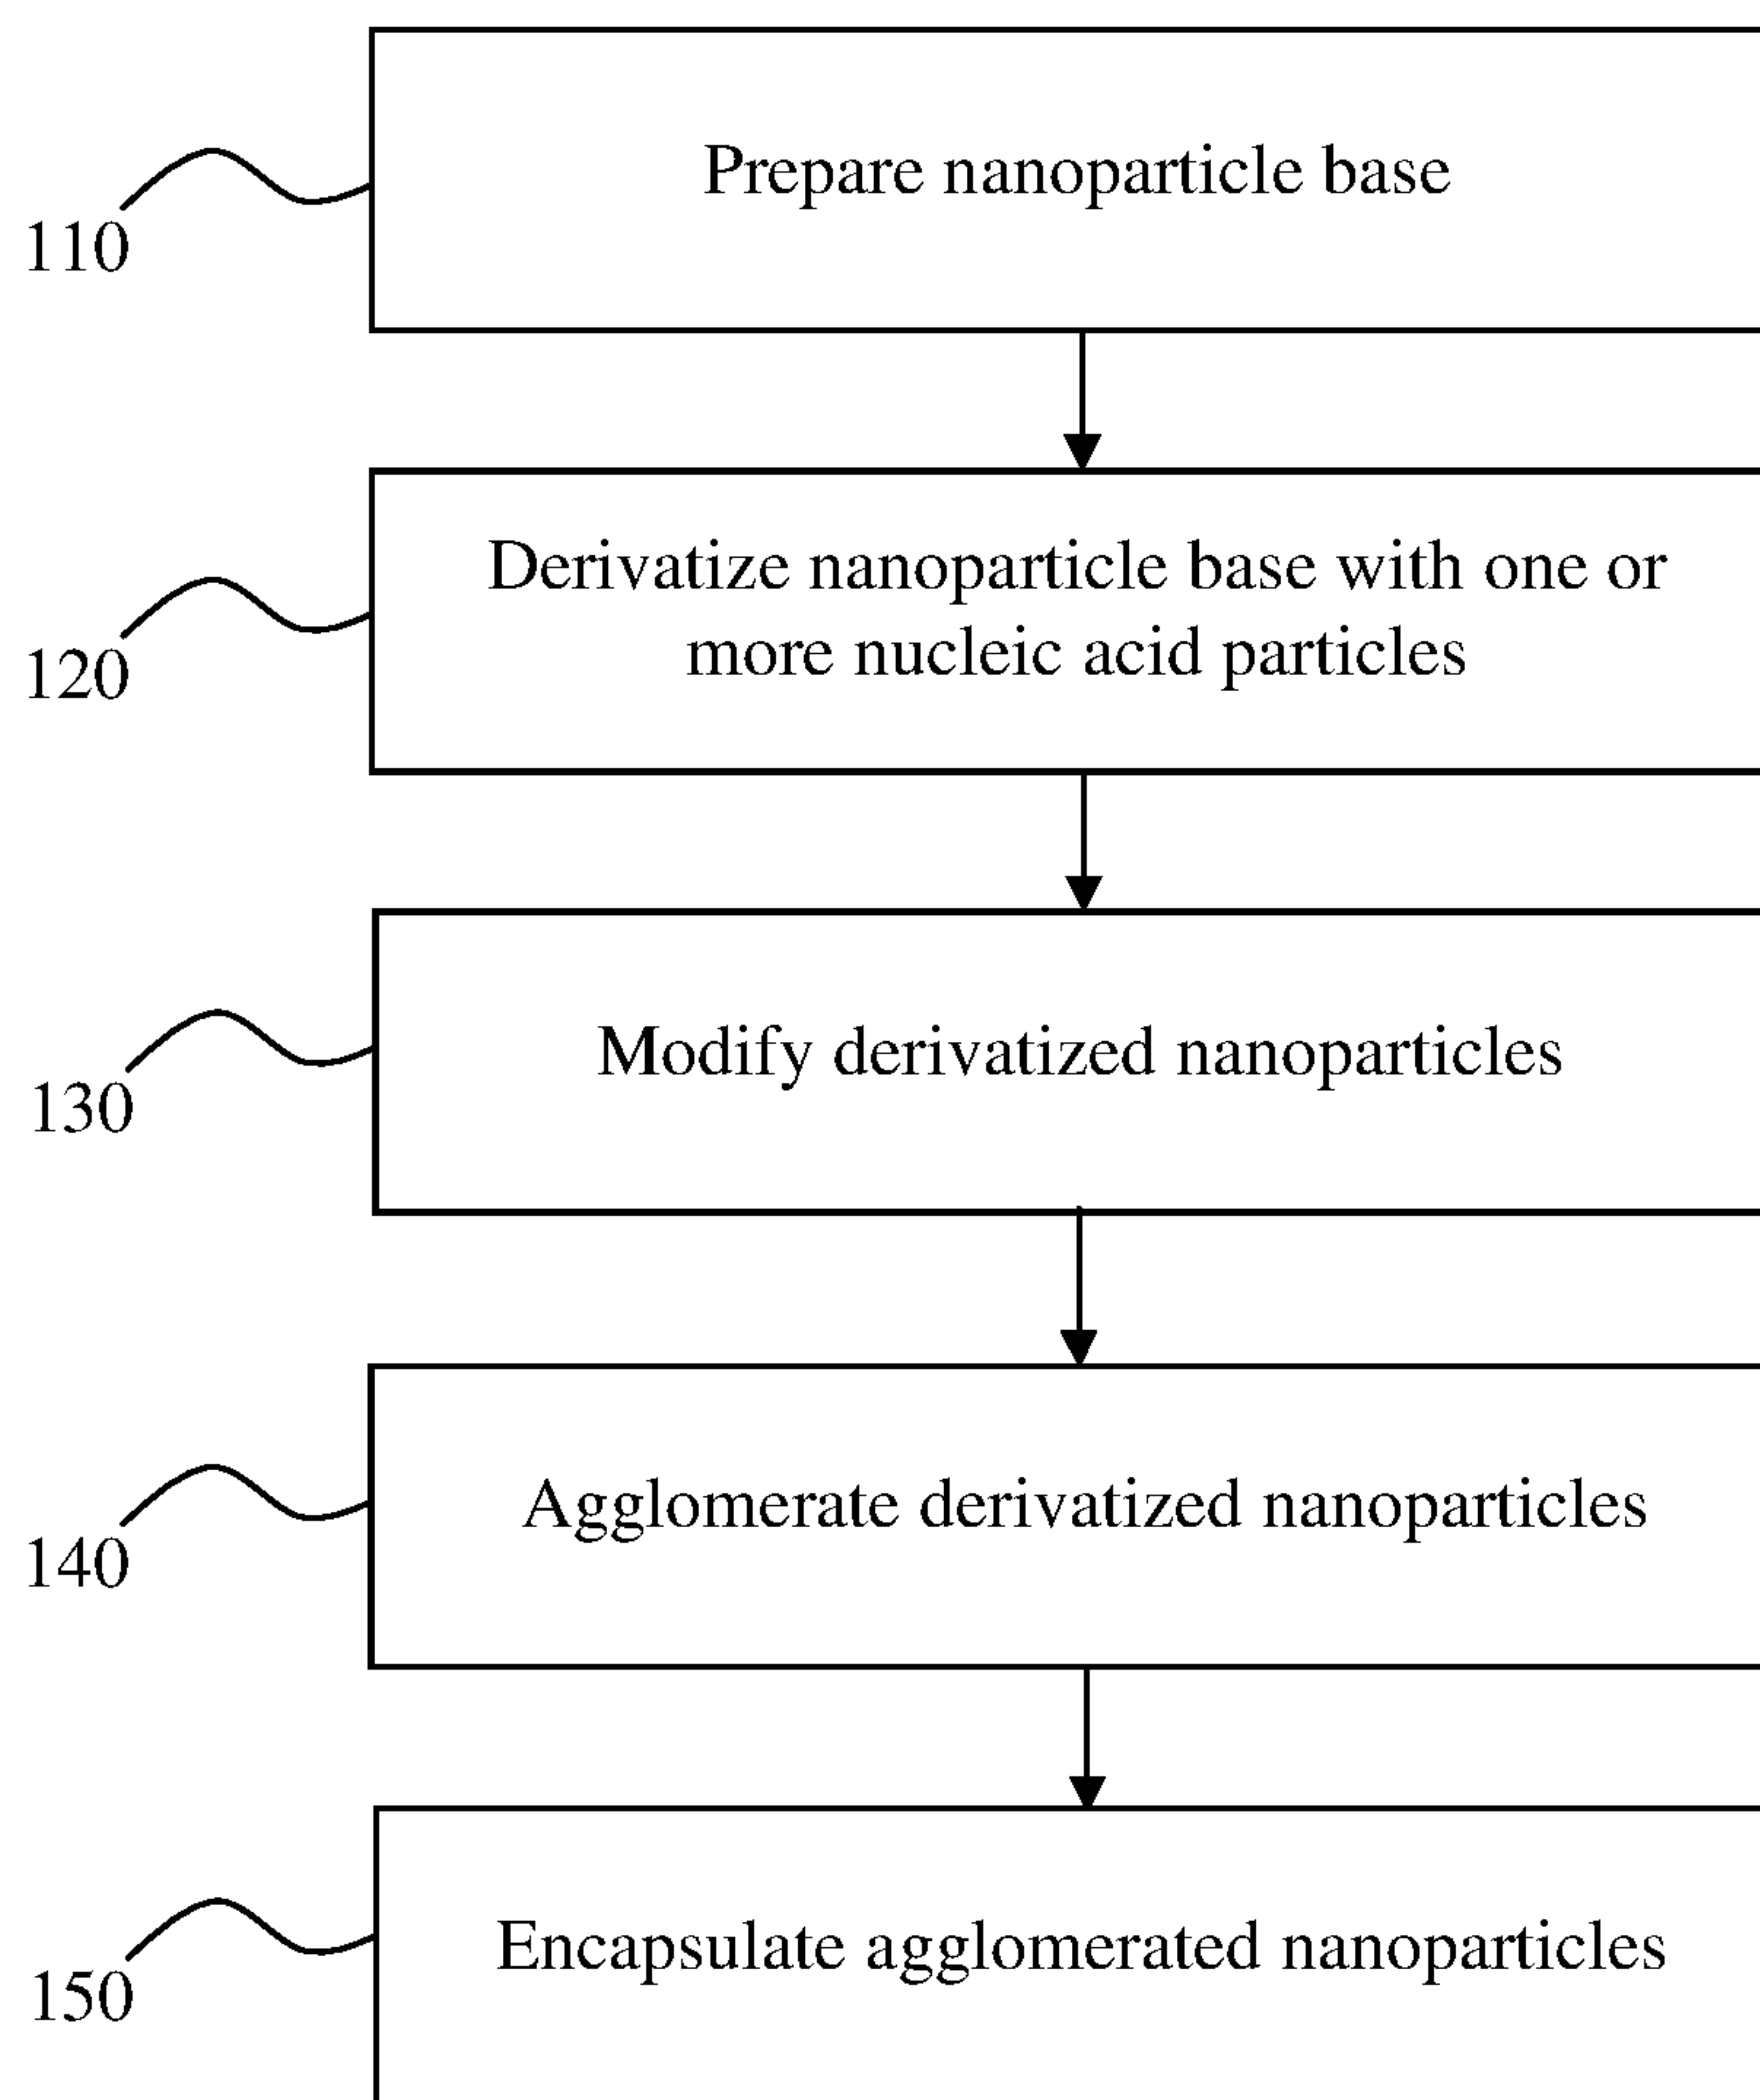 Prepare nanoparticle base
110
Derivatize nanoparticle base with one or
more nucleic acid particles
120
Modify derivatized nanoparticles
130
Agglomerate derivatized nanoparticles
140
Encapsulate agglomerated nanoparticles
150